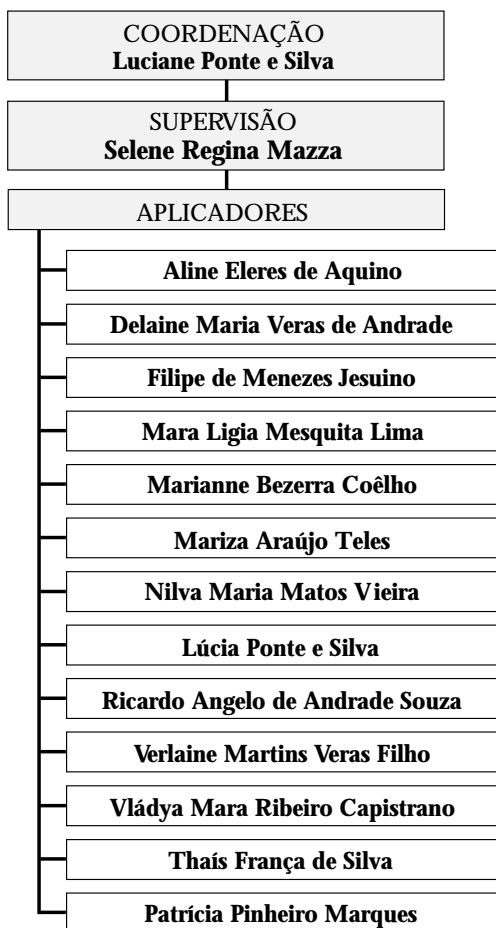 COORDENAÇÃO
Luciane Ponte e Silva
SUPERVISÃO
Selene Regina Mazza
APLICADORES
Aline Eleres de Aquino
Delaine Maria Veras de Andrade
Filipe de Menezes Jesuino
Mara Ligia Mesquita Lima
Marianne Bezerra Coêlho
Mariza Araújo Teles
Nilva Maria Matos Vieira
Lúcia Ponte e Silva
Ricardo Angelo de Andrade Souza
Verlaine Martins Veras Filho
Vládya Mara Ribeiro Capistrano
Thaís França de Silva
Patrícia Pinheiro Marques